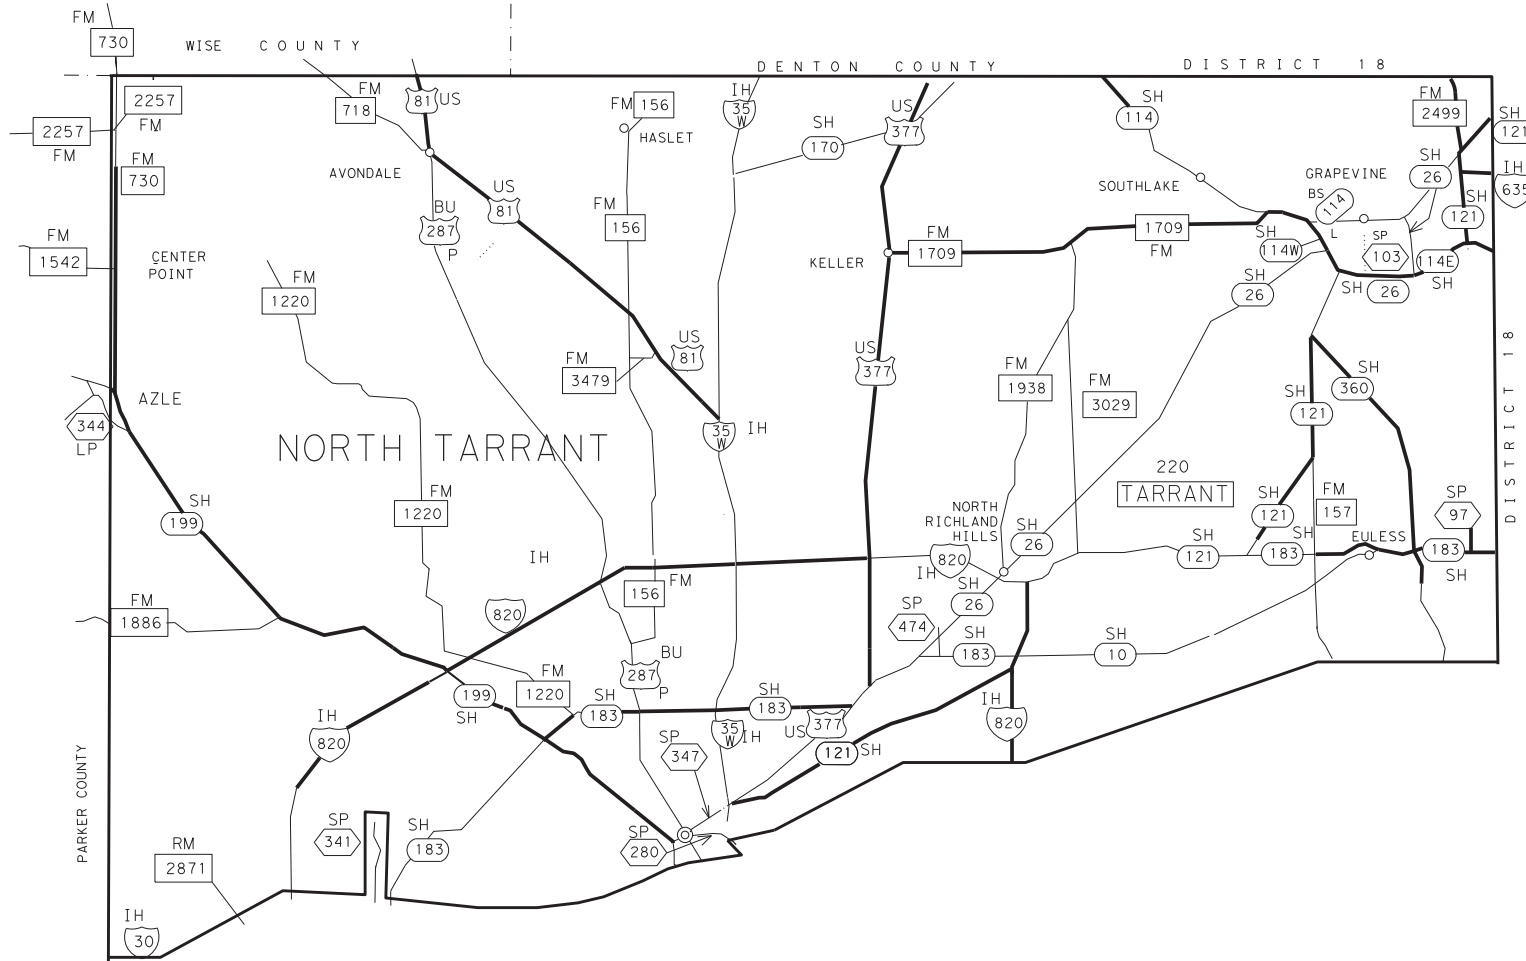 FM
730
WISE COUNTY
DENTON COUNTY
DISTRICT 18
2257
FM
2257
FM
FM
718
81
US
FM
156
HASLET
IH
35
W
SH
170
US
377
SH
114
FM
2499
SH
121
IH
635
FM
730
AVONDALE
US
81
BU
287
P
FM
156
SOUTHLAKE
GRAPEVINE
BS
114
L
SH
26
SH
121
FM
1542
CENTER
POINT
FM
1220
KELLER
FM
1709
1709
FM
SH
114W
SP
103
114E
SH
SH
26
SH
26
US
81
FM
3479
US
377
FM
1938
FM
3029
SH
121
SH
360
DISTRICT 18
AZLE
344
LP
NORTH TARRANT
35
W
IH
220
TARRANT
SH
199
FM
1220
NORTH
RICHLAND
HILLS
SH
26
SH
121
FM
157
SP
97
EULESS
IH
820
IH
820
SH
121
SH
183
183
SH
FM
156
FM
1886
SH
26
SP
474
SH
183
SH
10
BU
287
P
199
SH
FM
1220
SH
183
SH
183
IH
820
IH
820
US
377
35
W
IH
SP
347
121
SH
PARKER COUNTY
SP
341
SH
183
SP
280
RM
2871
IH
30